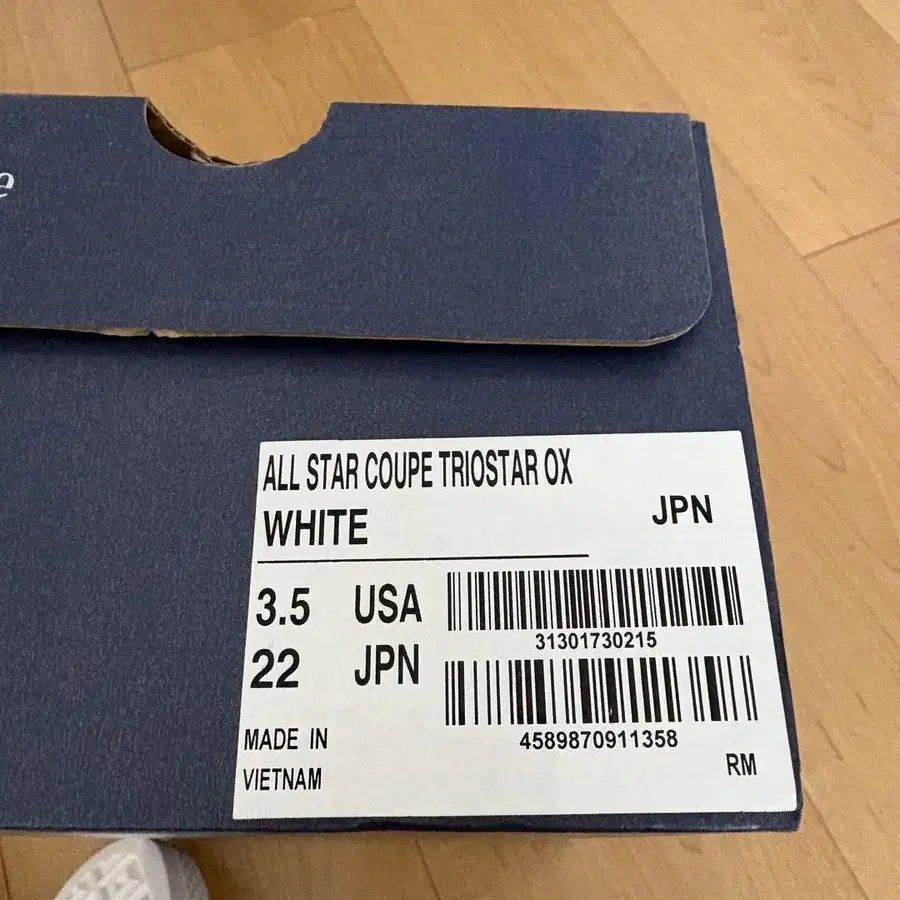 e
ALL STAR COUPE TRIOSTAR OX
WHITE
JPN
3.5 USA
31301730215
22 JPN
4589870911358
MADE IN
VIETNAM
RM